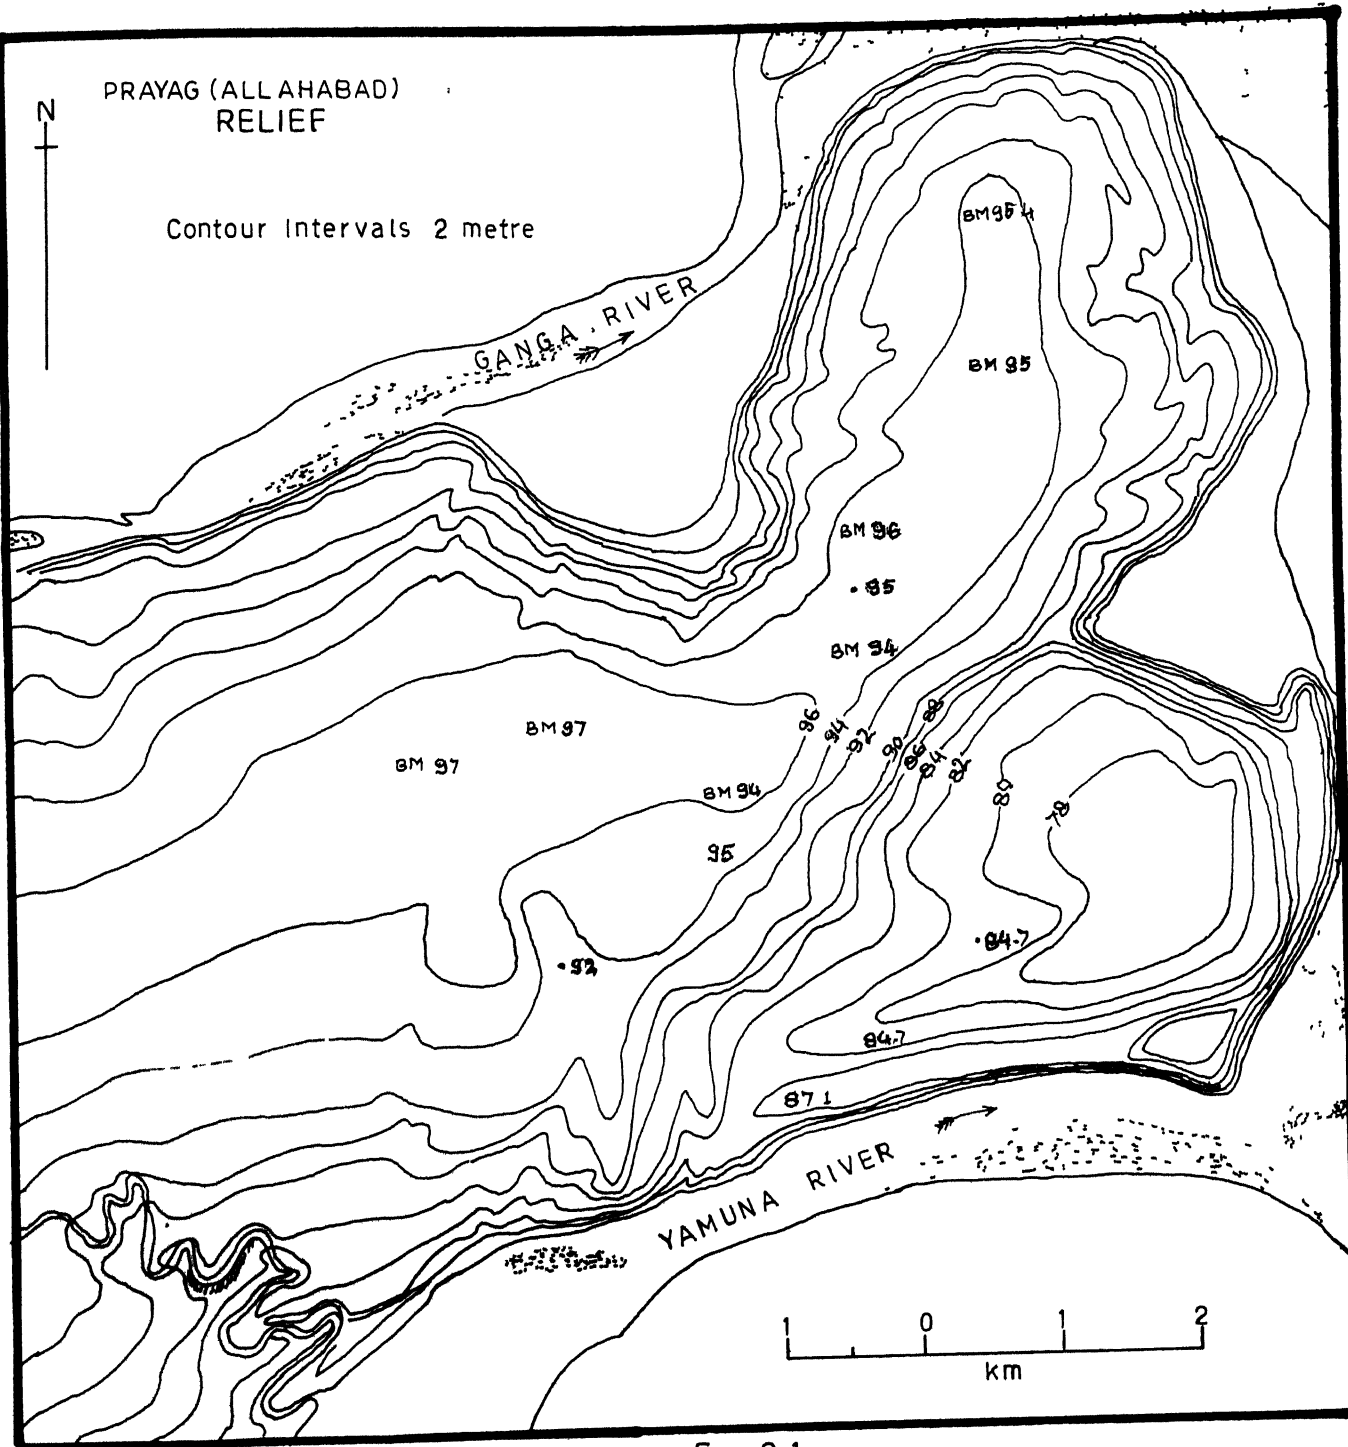 PRAYAG (ALLAHABAD)
RELIEF
N
Contour Intervals 2 metre
BM 95 4
GANGA RIVER
BM 95
BM 96
85
BM 94
BM 97
BM 97
BM 94
96
94
92
90
88
86
84
82
80
78
95
92
84.7
84.7
87 1
YAMUNA RIVER
1 0 1 2
km